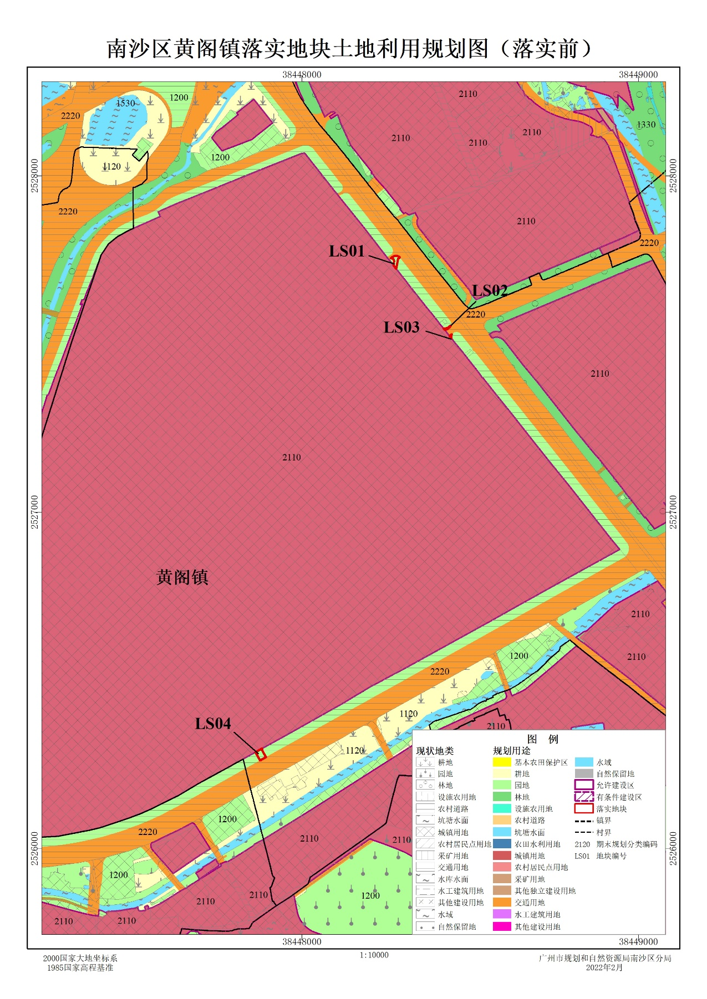 南沙区黄阁镇落实地块土地利用规划图（落实前）
38448000
38449000
2110
1530
1200
2220
1330
2110
2110
2110
1200
1120
2528000
2528000
2220
2110
2220
LS01
LS02
2220
LS03
2110
2110
2527000
2527000
黄阁镇
2110
2110
1200
2220
1120
LS04
2110
1120
1200
2220
2110
2110
2526000
2526000
1200
2110
1200
2110
2110
2110
图 例
现状地类
耕地
园地
林地
设施农用地
农村道路
坑塘水面
城镇用地
农村居民点用地
采矿用地
交通用地
水库水面
水工建筑用地
其他建设用地
水域
自然保留地
规划用途
基本农田保护区
耕地
园地
林地
设施农用地
农村道路
坑塘水面
农田水利用地
城镇用地
农村居民点用地
采矿用地
其他独立建设用地
交通用地
水工建筑用地
其他建设用地
水域
自然保留地
允许建设区
有条件建设区
落实地块
镇界
村界
2120 期末规划分类编码
LS01 地块编号
38448000
38449000
2000国家大地坐标系
1985国家高程基准
1:10000
广州市规划和自然资源局南沙区分局
2022年2月